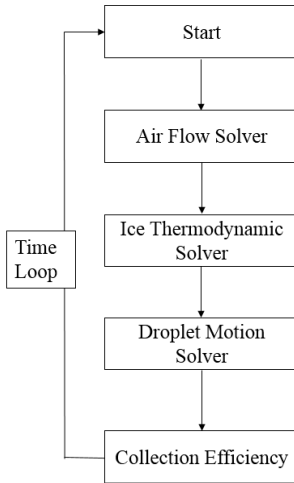 Start
Air Flow Solver
Ice Thermodynamic
Solver
Time
Loop
Droplet Motion
Solver
Collection Efficiency